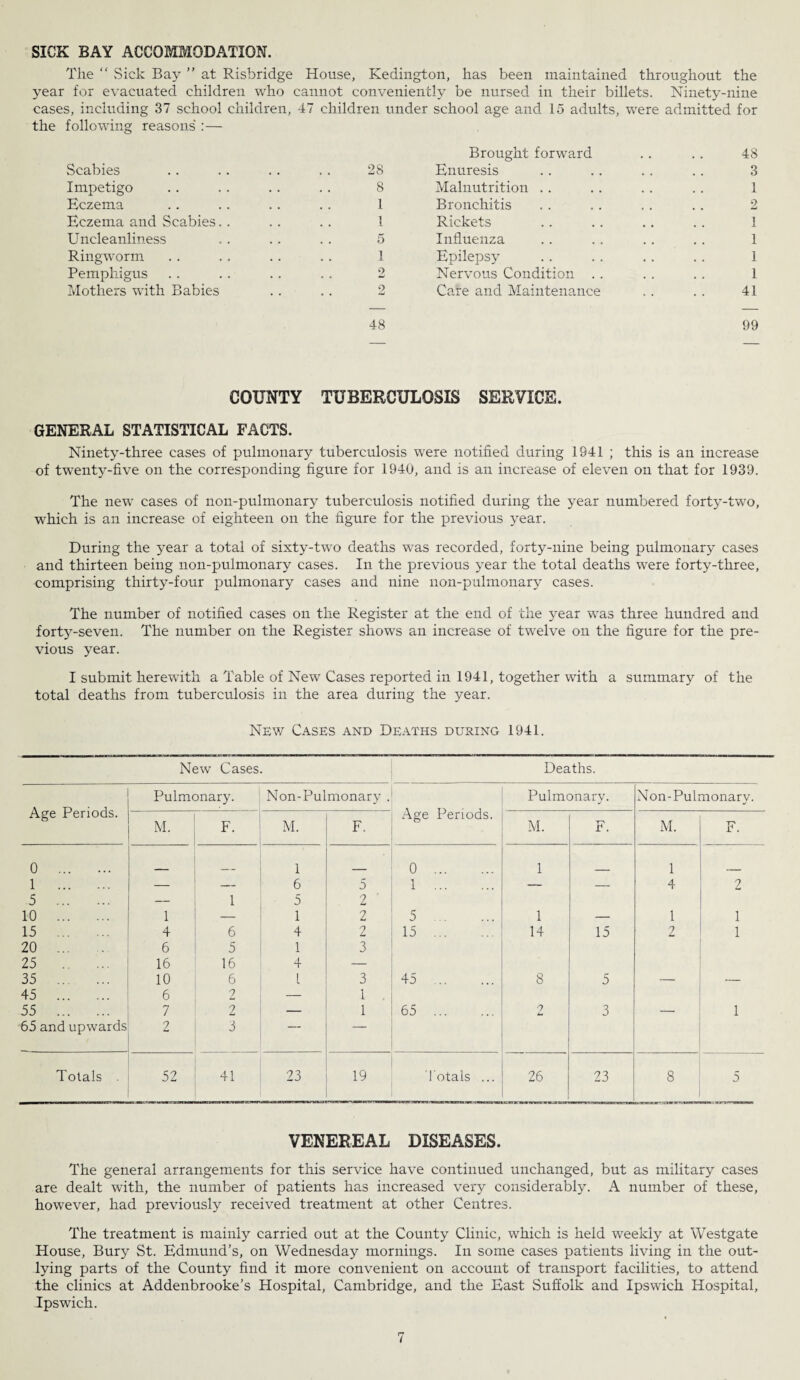 SICK BAY ACCOMMODATION.
The “ Sick Bay ” at Risbridge House, Kedington, has been maintained throughout the
year for evacuated children who cannot conveniently be nursed in their billets. Ninety-nine
cases, including 37 school children, 47 children under school age and 15 adults, were admitted for
the following reasons :—
Scabies .. .. .. .. 28
Impetigo .. .. .. .. 8
Eczema .. .. .. .. 1
Eczema and Scabies.. .. .. 1
Uncleanliness .. .. .. 5
Ringworm .. .. .. .. 1
Pemphigus .. .. .. .. 2
Mothers with Babies .. .. 2
48
Brought forward .. .. 48
Enuresis .. .. .. .. 3
Malnutrition .. .. .. .. 1
Bronchitis .. .. .. .. 2
Rickets .. .. .. .. 1
Influenza .. .. .. .. 1
Epilepsy .. .. .. .. 1
Nervous Condition .. .. .. 1
Care and Maintenance .. .. 41
99
COUNTY TUBERCULOSIS SERVICE.
GENERAL STATISTICAL FACTS.
Ninety-three cases of pulmonary tuberculosis were notified during 1941 ; this is an increase
of twenty-five on the corresponding figure for 1940, and is an increase of eleven on that for 1939.
The new cases of non-pulmonary tuberculosis notified during the year numbered forty-two,
which is an increase of eighteen on the figure for the previous year.
During the year a total of sixty-two deaths was recorded, forty-nine being pulmonary cases
and thirteen being non-pulmonary cases. In the previous year the total deaths were forty-three,
comprising thirty-four pulmonary cases and nine non-pulmonary cases.
The number of notified cases on the Register at the end of the year was three hundred and
forty-seven. The number on the Register shows an increase of twelve on the figure for the pre-
vious year.
I submit herewith a Table of New Cases reported in 1941, together with a summary of the
total deaths from tuberculosis in the area during the year.
New Cases and Deaths during 1941.
New Cases. Deaths.
Age Periods. Pulmonary. Non-Pulmonary. Age Periods. Pulmonary. Non-Pulmonary.
M. F. M. F. M. F. M. F.
0 ... ... — — 1 — 0 ... ... 1 — 1 —
1 ... ... — — 6 5 1 ... ... — — 4 2
5 ... ... — 1 5 2
10 ... ... 1 — 1 2 5 ... ... 1 — 1 1
15 ... ... 4 6 4 2 15 ... ... 14 15 2 1
20 ... ... 6 5 1 3
25 ... ... 16 16 4 —
35 ... ... 10 6 1 3 45 ... ... 8 5 — —
45 ... ... 6 2 — 1
55 ... ... 7 2 — 1 65 ... ... 2 3 — 1
65 and upwards 2 3 — —
Totals . 52 41 23 19 Totals ... 26 23 8 5
VENEREAL DISEASES.
The general arrangements for this service have continued unchanged, but as military cases
are dealt with, the number of patients has increased very considerably. A number of these,
however, had previously received treatment at other Centres.
The treatment is mainly carried out at the County Clinic, which is held weekly at Westgate
House, Bury St. Edmund's, on Wednesday mornings. In some cases patients living in the out-
lying parts of the County find it more convenient on account of transport facilities, to attend
the clinics at Addenbrooke's Hospital, Cambridge, and the East Suffolk and Ipswich Hospital,
Ipswich.
7